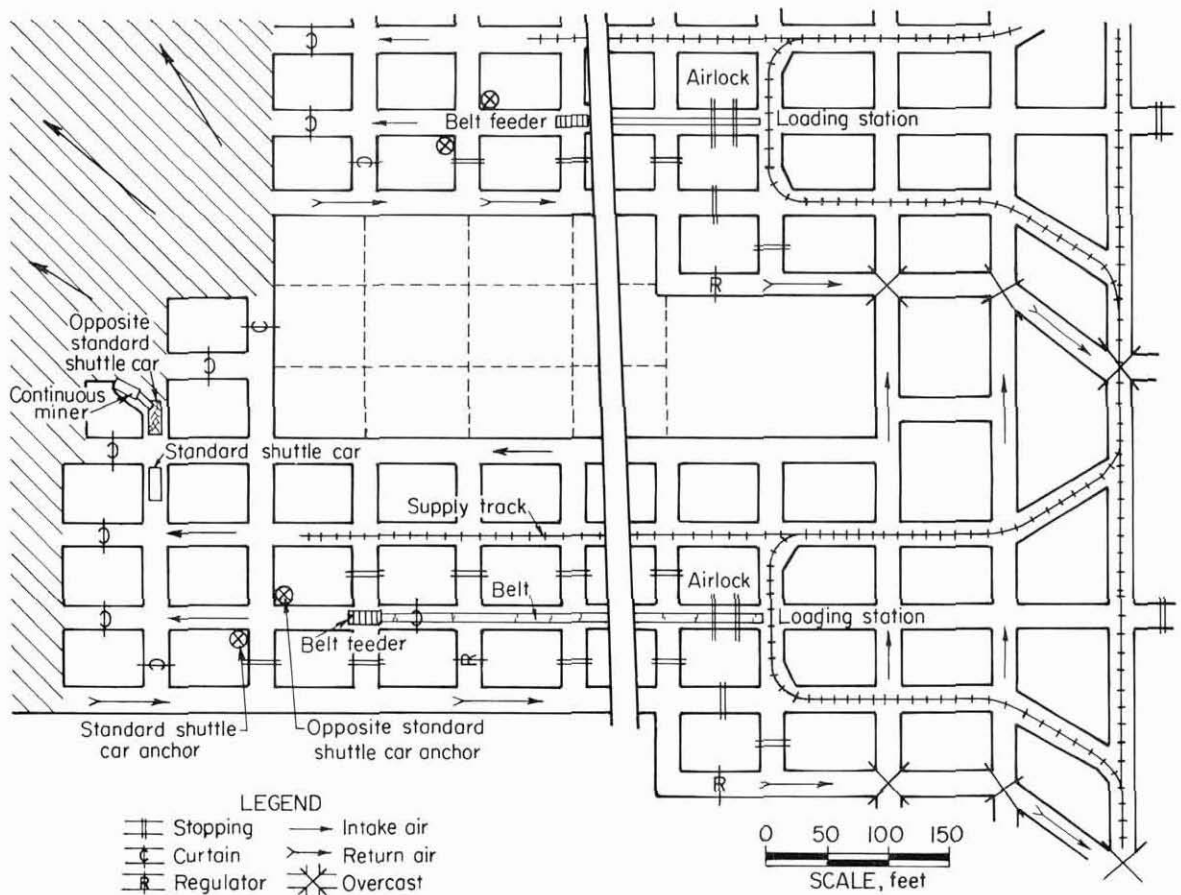 C
Airlock
Belt feeder
Loading station
C
C
R
C
Opposite
standard
shuttle car
Continuous
miner
C
C
Standard shuttle car
Supply track
C
Airlock
Belt
C
C
Belt feeder
Loading station
C
R
Standard shuttle
car anchor
Opposite standard
shuttle car anchor
R
LEGEND
Stopping
Intake air
C Curtain
Return air
R Regulator
Overcast
0 50 100 150
SCALE, feet